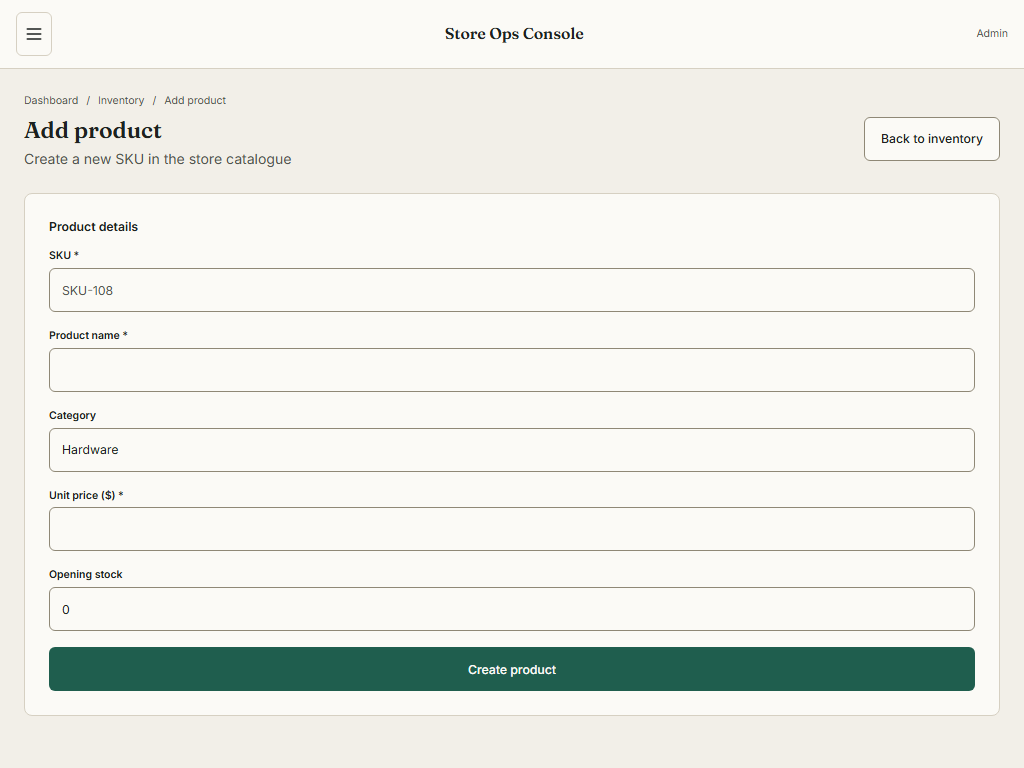 Store Ops Console
Admin
Dashboard / Inventory / Add product
Add product
Create a new SKU in the store catalogue
Back to inventory
Product details
SKU *
SKU-108
Product name *
Category
Hardware
Unit price ($) *
Opening stock
0
Create product